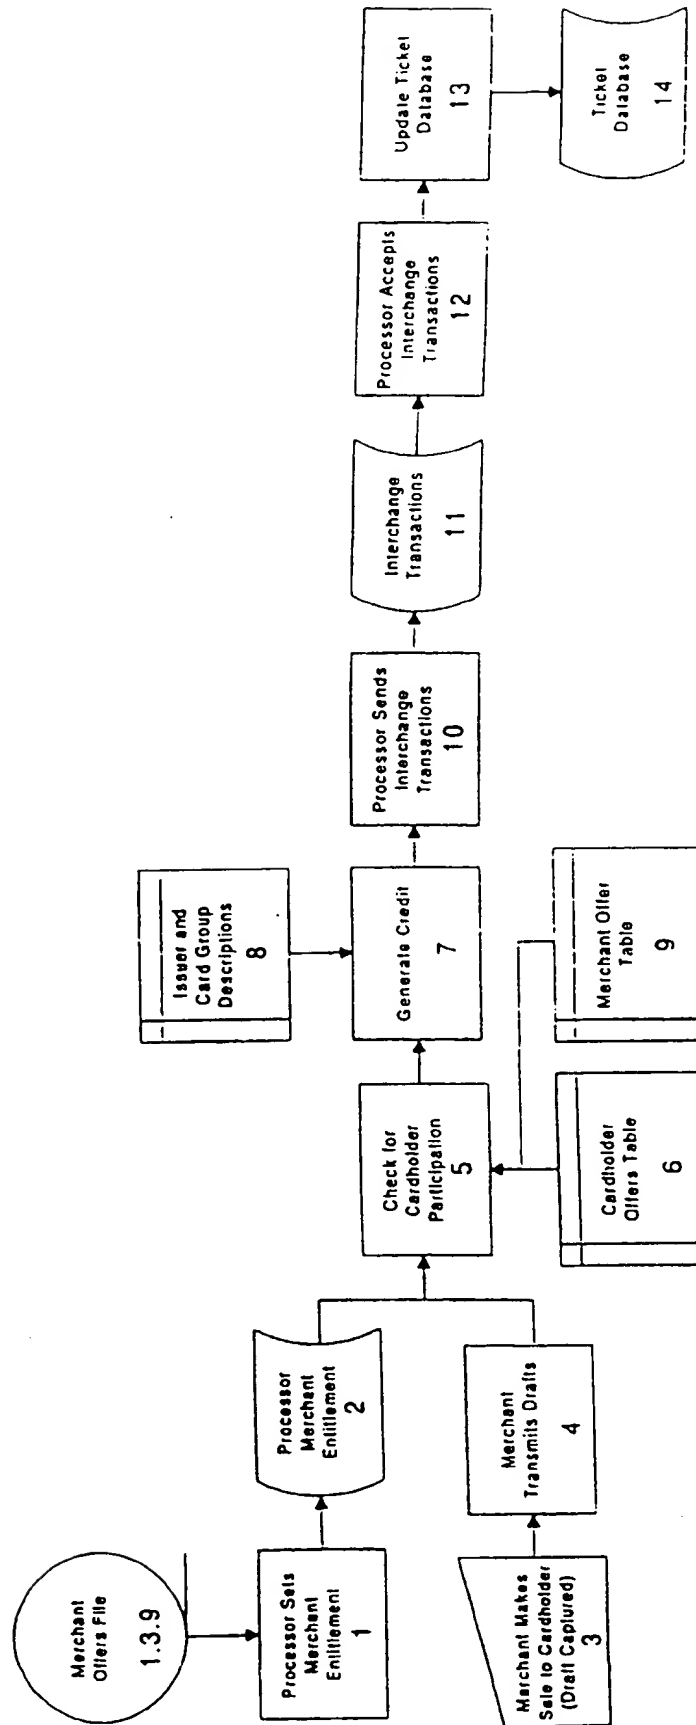 Merchant
Offers File
1.3.9
Processor Sets
Merchant
Entitlement
1
Processor
Merchant
Entitlement
2
Merchant Makes
Sale to Cardholder
(Draft Captured)
3
Merchant
Transmits Drafts
4
Check for
Cardholder
Participation
5
Cardholder
Offers Table
6
Generate Credit
7
Issuer and
Card Group
Descriptions
8
Merchant Offer
Table
9
Processor Sends
Interchange
Transactions
10
Interchange
Transactions
11
Processor Accepts
Interchange
Transactions
12
Update Ticket
Database
13
Ticket
Database
14